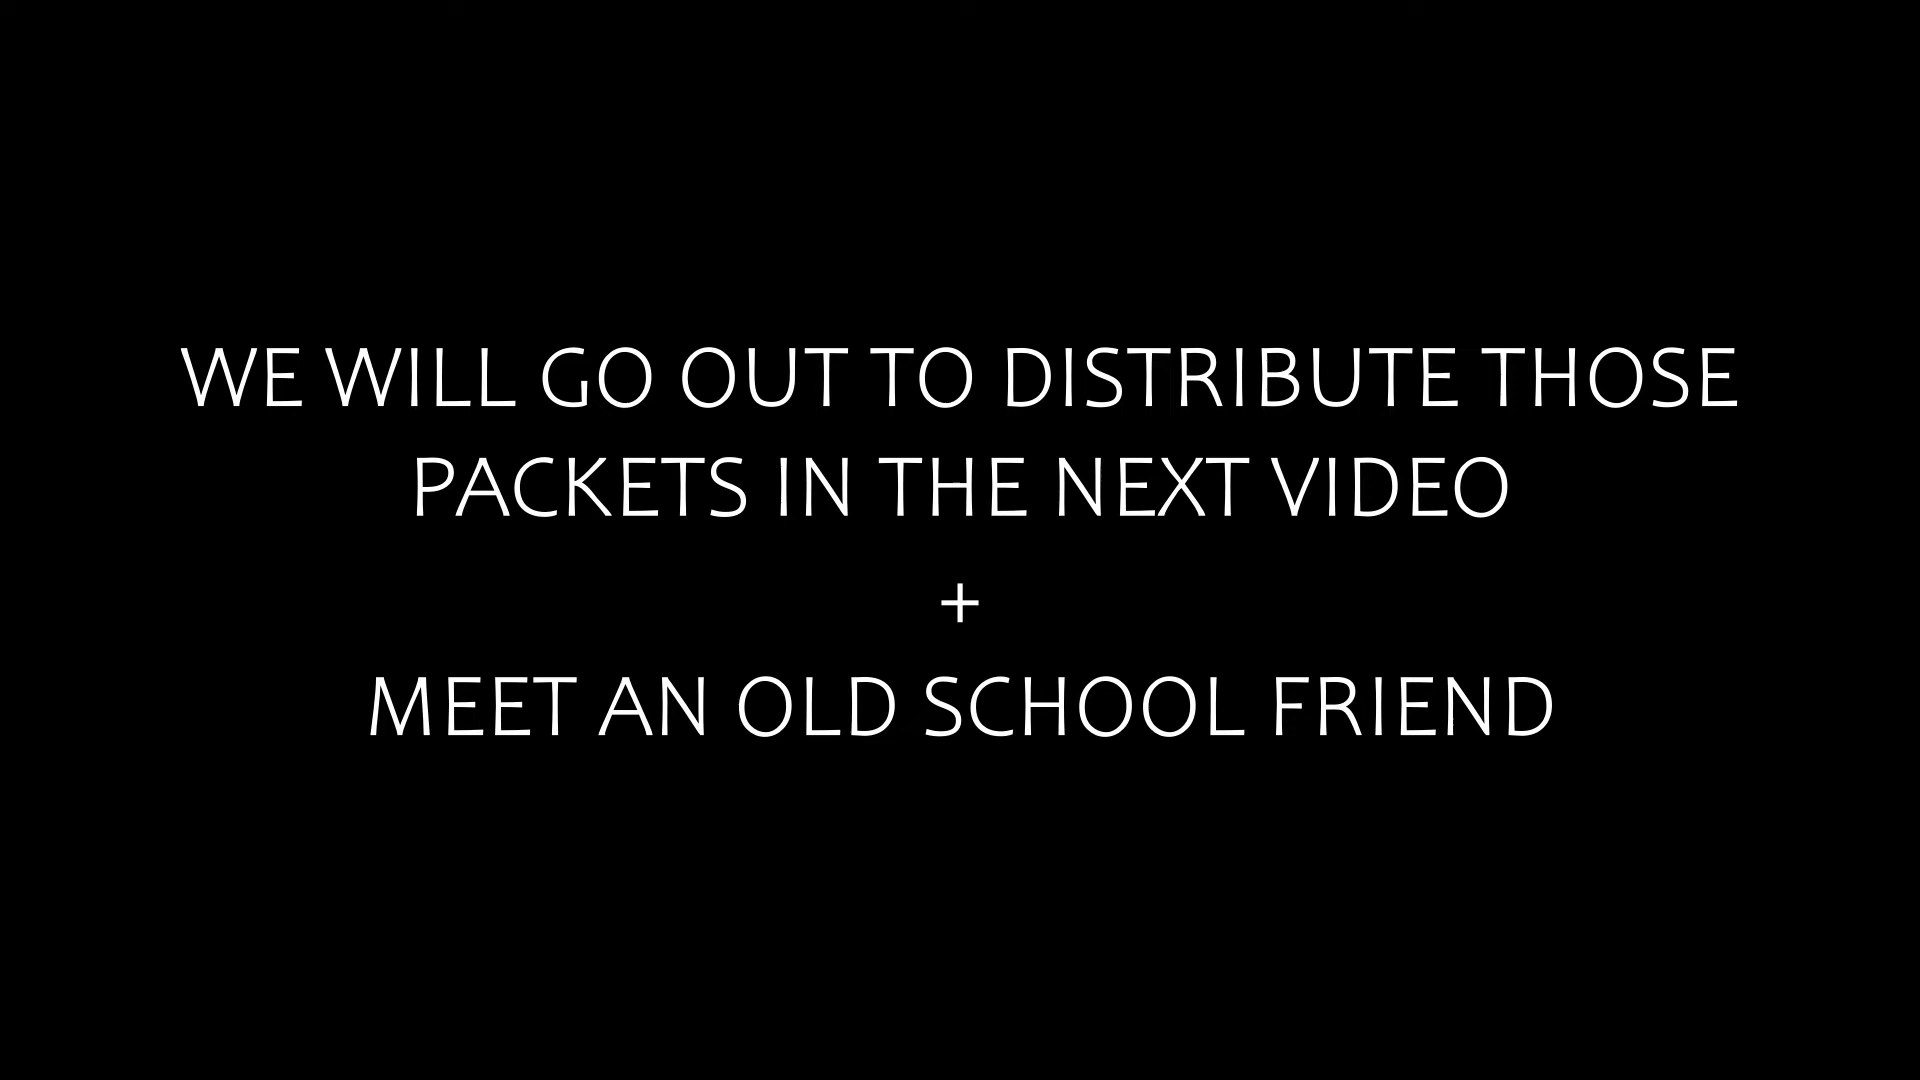 WE WILL GO OUT TO DISTRIBUTE THOSE
PACKETS IN THE NEXT VIDEO
+
MEET AN OLD SCHOOL FRIEND